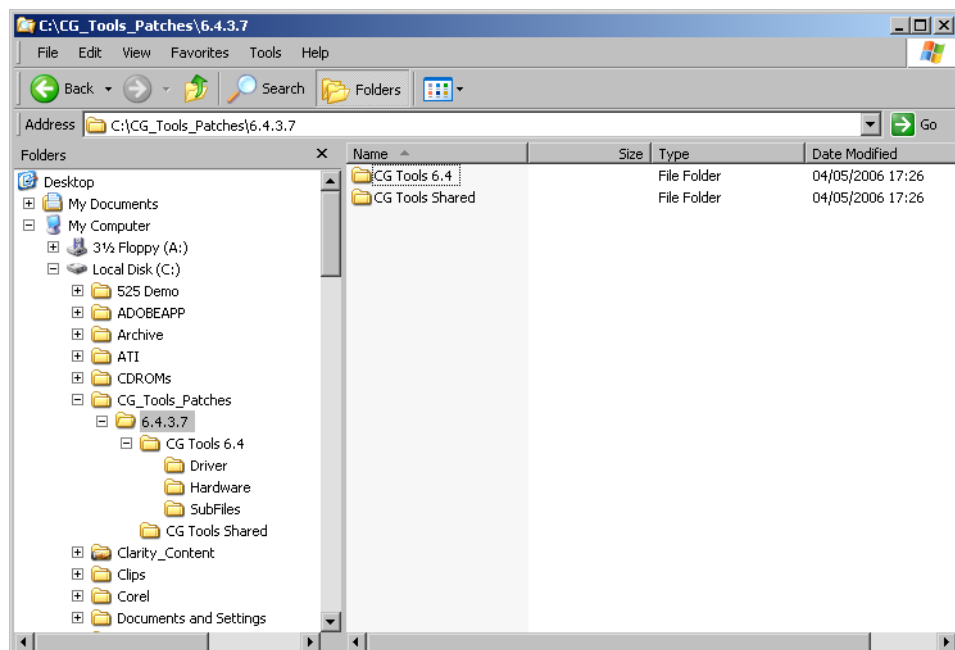 C:\CG_Tools_Patches\6.4.3.7
File Edit View Favorites Tools Help
Back Search Folders
Address C:\CG_Tools_Patches\6.4.3.7 Go
Folders
Desktop
My Documents
My Computer
3½ Floppy (A:)
Local Disk (C:)
525 Demo
ADOBEAPP
Archive
ATI
CDROMs
CG_Tools_Patches
6.4.3.7
CG Tools 6.4
Driver
Hardware
SubFiles
CG Tools Shared
Clarity_Content
Clips
Corel
Documents and Settings
Name Size Type Date Modified
CG Tools 6.4 File Folder 04/05/2006 17:26
CG Tools Shared File Folder 04/05/2006 17:26